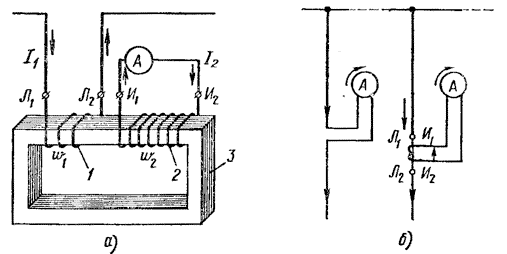 I1 A I2
Л1 Л2 И1 И2
w1 1 w2 2 3
а)
A A
Л1 И1
Л2 И2
б)